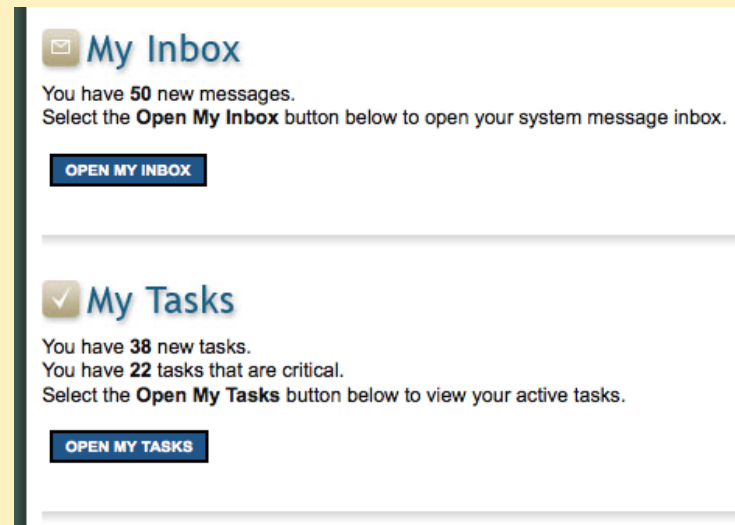 My Inbox
You have 50 new messages.
Select the Open My Inbox button below to open your system message inbox.
OPEN MY INBOX
My Tasks
You have 38 new tasks.
You have 22 tasks that are critical.
Select the Open My Tasks button below to view your active tasks.
OPEN MY TASKS